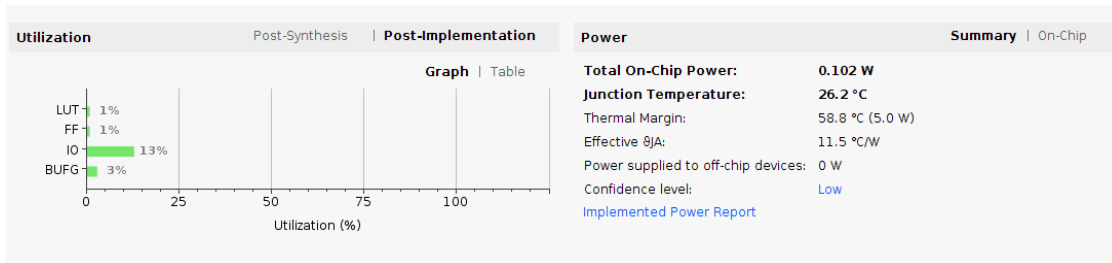 Utilization
Post-Synthesis | Post-Implementation
Graph | Table
LUT 1%
FF 1%
IO 13%
BUFG 3%
0 25 50 75 100
Utilization (%)
Power
Summary | On-Chip
Total On-Chip Power: 0.102 W
Junction Temperature: 26.2 °C
Thermal Margin: 58.8 °C (5.0 W)
Effective ϑJA: 11.5 °C/W
Power supplied to off-chip devices: 0 W
Confidence level: Low
Implemented Power Report